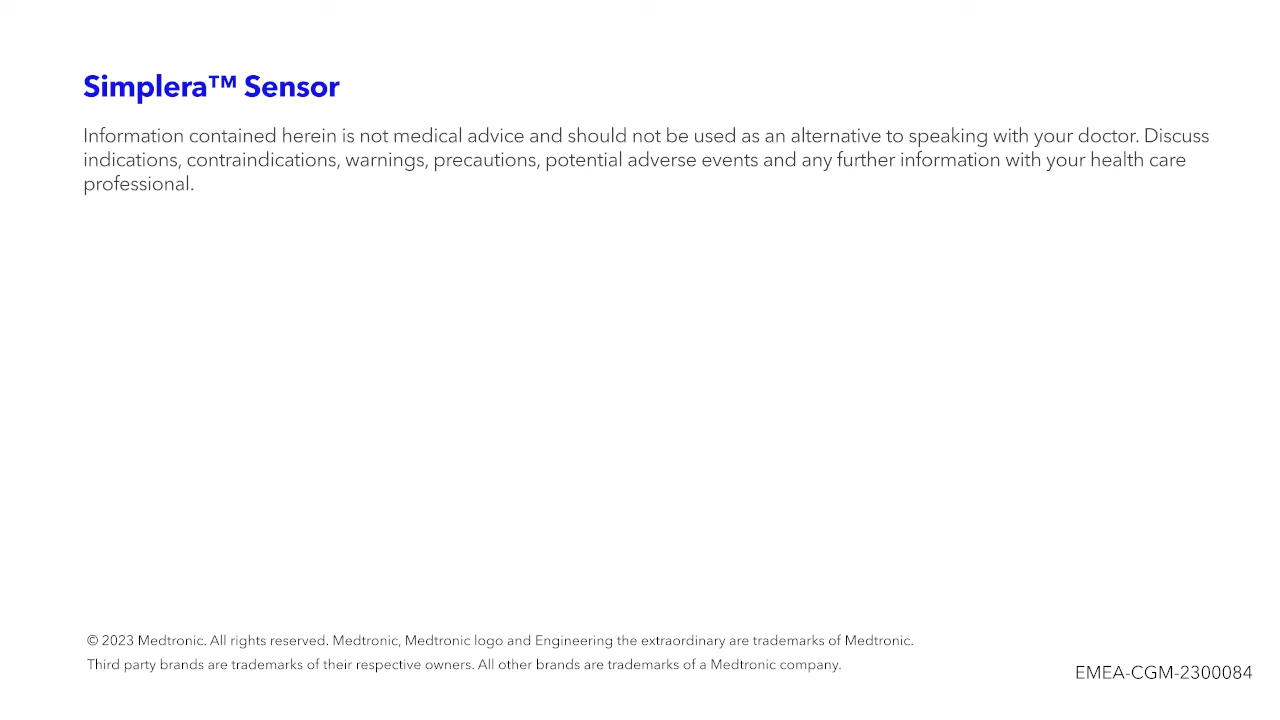 Simplera™ Sensor
Information contained herein is not medical advice and should not be used as an alternative to speaking with your doctor. Discuss
indications, contraindications, warnings, precautions, potential adverse events and any further information with your health care
professional.
© 2023 Medtronic. All rights reserved. Medtronic, Medtronic logo and Engineering the extraordinary are trademarks of Medtronic.
Third party brands are trademarks of their respective owners. All other brands are trademarks of a Medtronic company.
EMEA-CGM-2300084